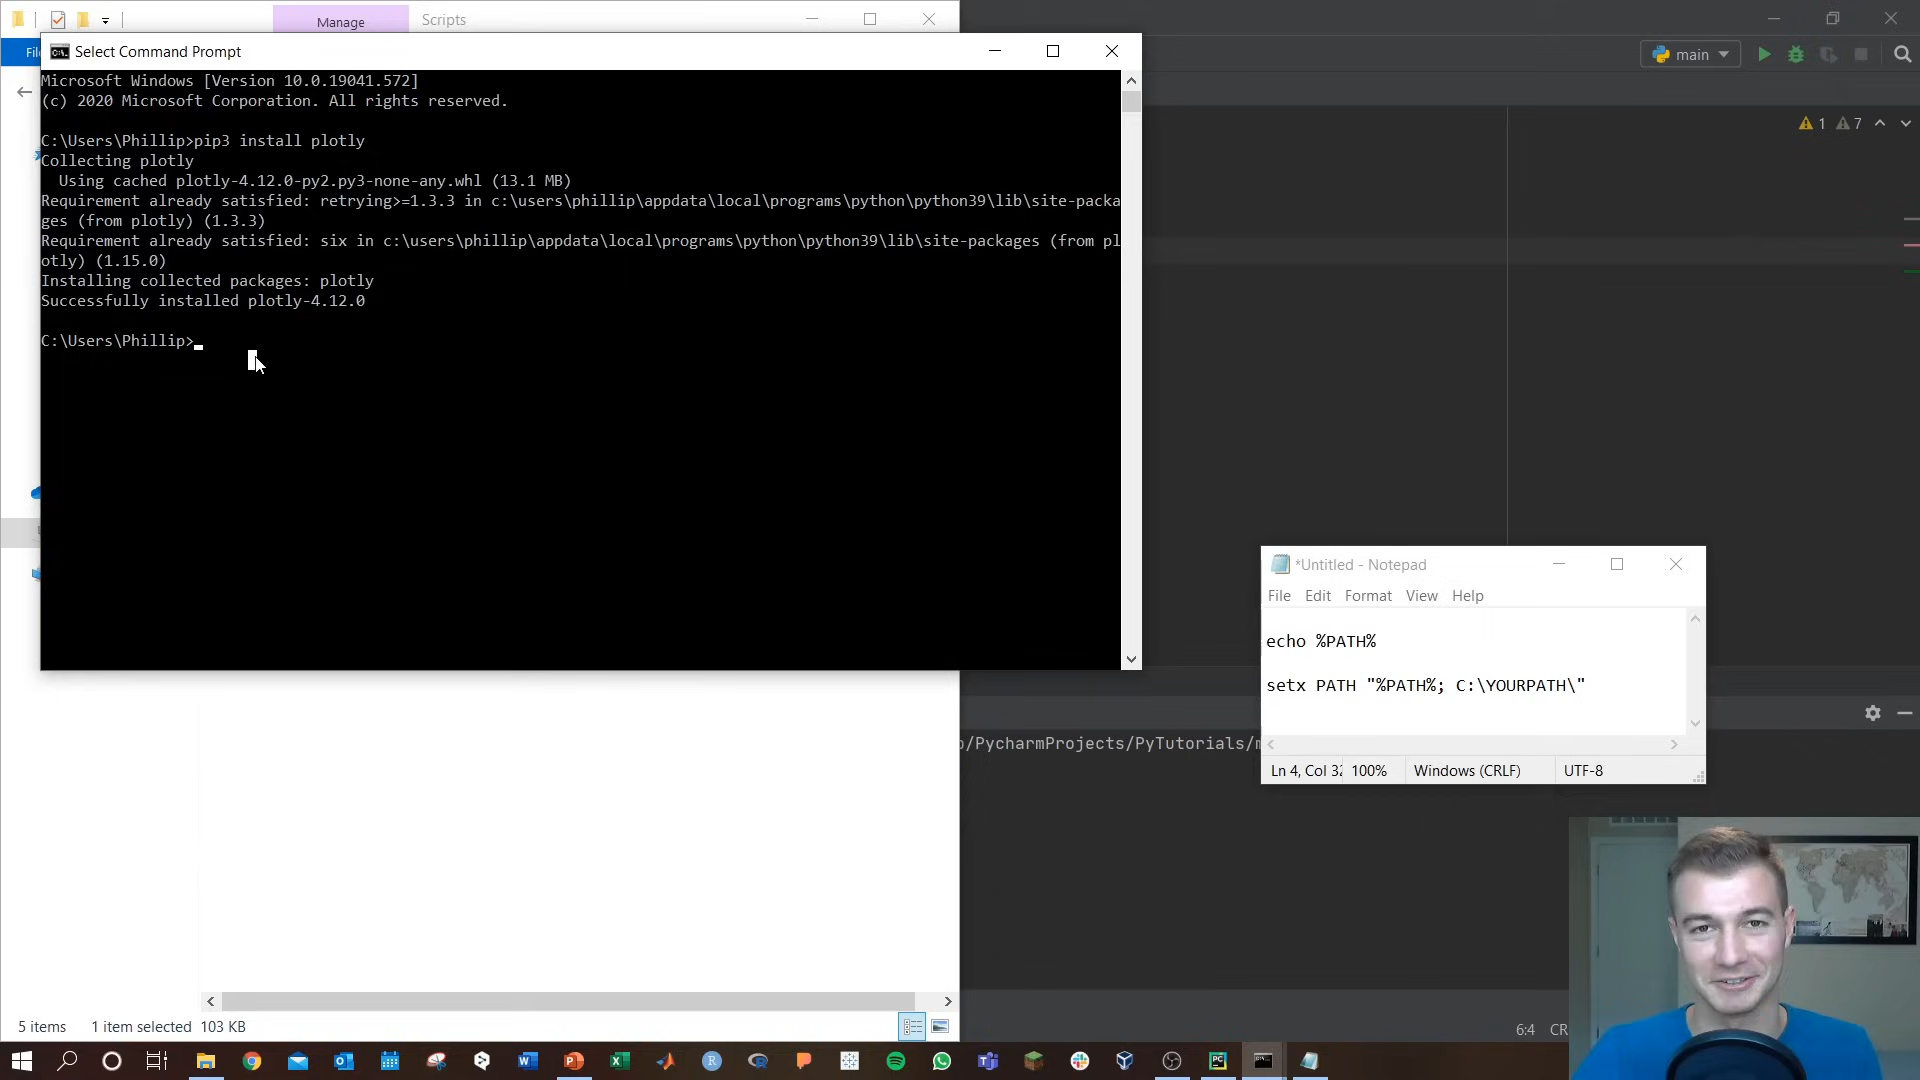 Manage
Scripts
Select Command Prompt
Microsoft Windows [Version 10.0.19041.572]
(c) 2020 Microsoft Corporation. All rights reserved.
C:\Users\Phillip>pip3 install plotly
Collecting plotly
Using cached plotly-4.12.0-py2.py3-none-any.whl (13.1 MB)
Requirement already satisfied: retrying>=1.3.3 in c:\users\phillip\appdata\local\programs\python\python39\lib\site-packa
ges (from plotly) (1.3.3)
Requirement already satisfied: six in c:\users\phillip\appdata\local\programs\python\python39\lib\site-packages (from pl
otly) (1.15.0)
Installing collected packages: plotly
Successfully installed plotly-4.12.0
C:\Users\Phillip>
main
1 7
*Untitled - Notepad
File Edit Format View Help
echo %PATH%
setx PATH "%PATH%; C:\YOURPATH\"
Ln 4, Col 32 100% Windows (CRLF) UTF-8
/PycharmProjects/PyTutorials/
5 items 1 item selected 103 KB
6:4 CR